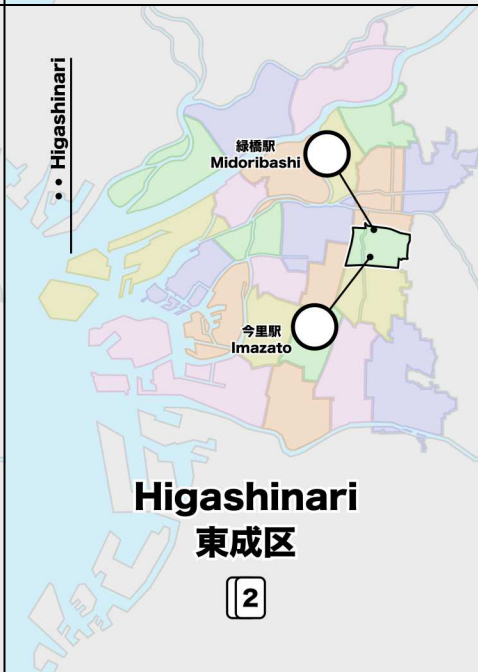 Higashinari
緑橋駅
Midoribashi
今里駅
Imazato
Higashinari
東成区
2